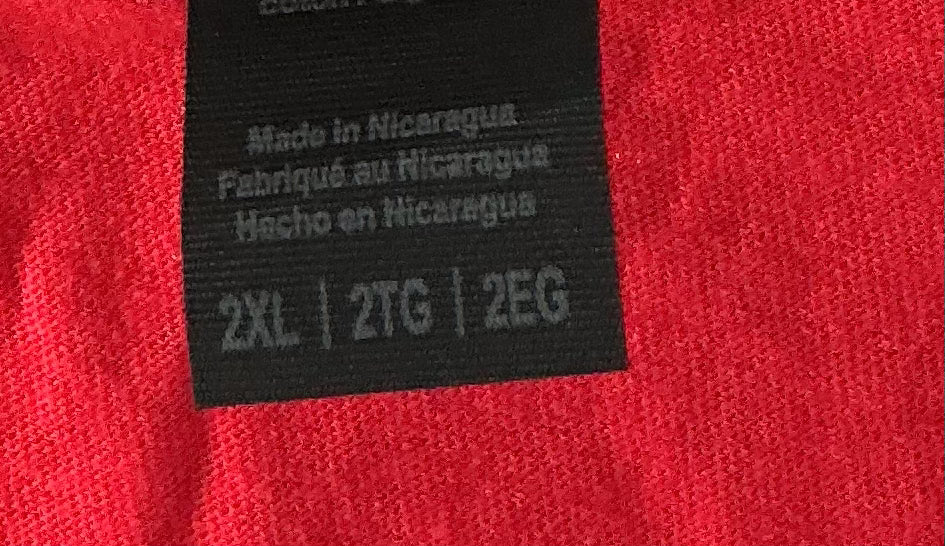 Made in Nicaragua
Fabriqué au Nicaragua
Hecho en Nicaragua
2XL | 2TG | 2EG